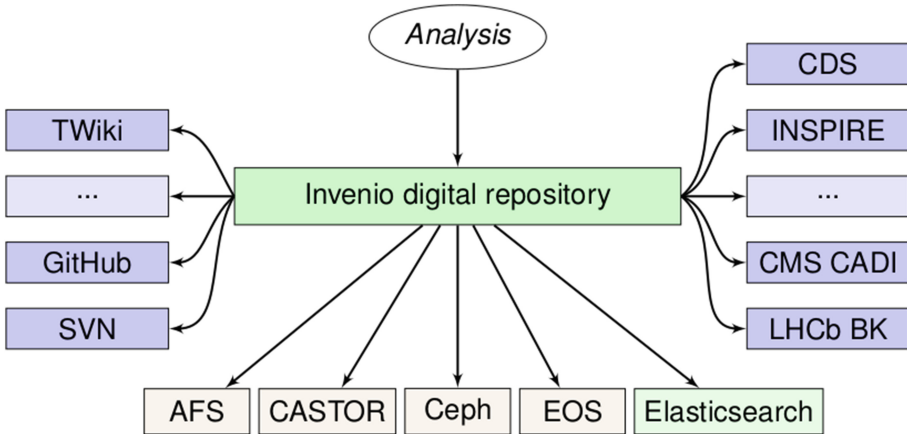 Analysis
CDS
TWiki
INSPIRE
...
Invenio digital repository
...
GitHub
CMS CADI
SVN
LHCb BK
AFS
CASTOR
Ceph
EOS
Elasticsearch